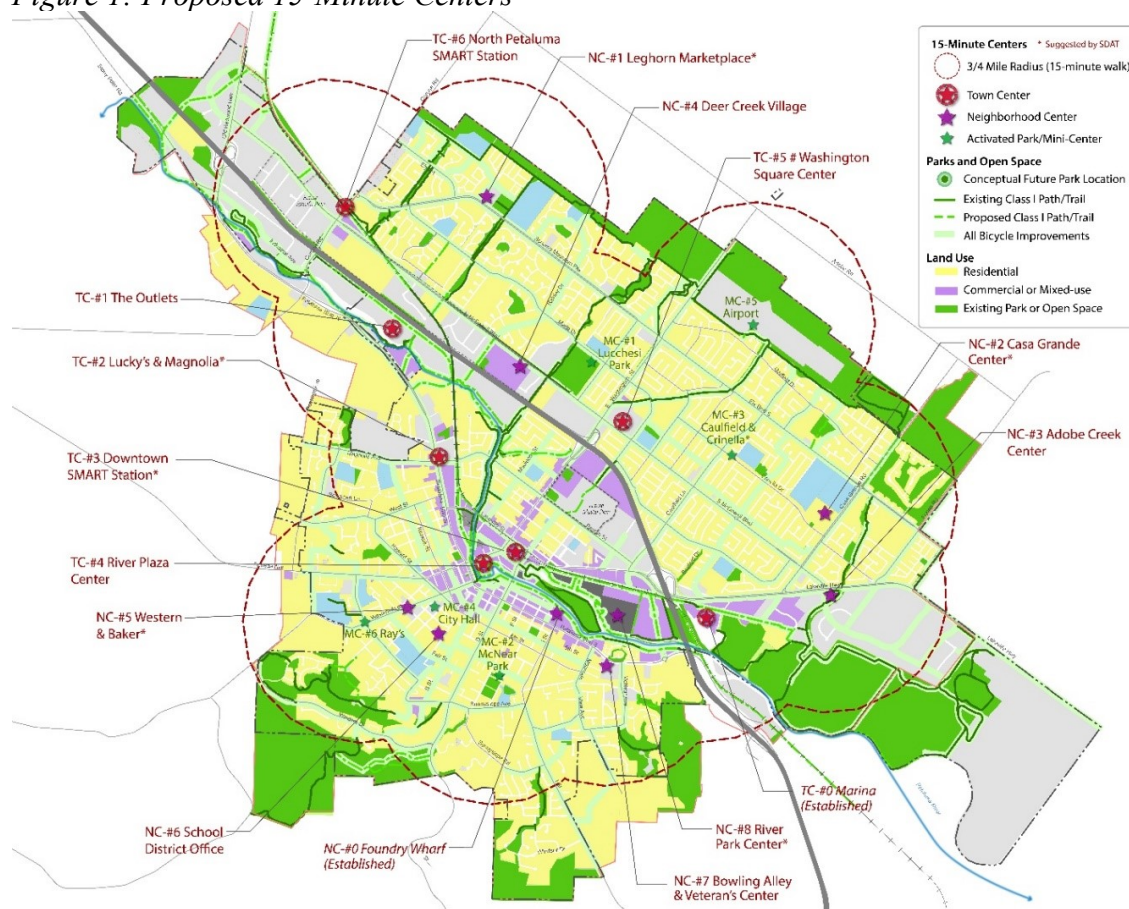 Figure 1: Proposed 15-Minute Centers
TC-#6 North Petaluma
SMART Station
NC-#1 Leghorn Marketplace*
NC-#4 Deer Creek Village
TC-#5 # Washington
Square Center
15-Minute Centers * Suggested by SDAT
3/4 Mile Radius (15-minute walk)
Town Center
Neighborhood Center
Activated Park/Mini-Center
Parks and Open Space
Conceptual Future Park Location
Existing Class I Path/Trail
Proposed Class I Path/Trail
All Bicycle Improvements
Land Use
Residential
Commercial or Mixed-use
Existing Park or Open Space
TC-#1 The Outlets
MC-#5
Airport
MC-#1
Lucchesi
Park
NC-#2 Casa Grande
Center*
TC-#2 Lucky's & Magnolia*
MC-#3
Caulfield &
Crinella*
NC-#3 Adobe Creek
Center
TC-#3 Downtown
SMART Station*
TC-#4 River Plaza
Center
NC-#5 Western
& Baker*
MC-#4
City Hall
MC-#6 Ray's
MC-#2
McNear
Park
NC-#6 School
District Office
NC-#0 Foundry Wharf
(Established)
TC-#0 Marina
(Established)
NC-#8 River
Park Center*
NC-#7 Bowling Alley
& Veteran's Center